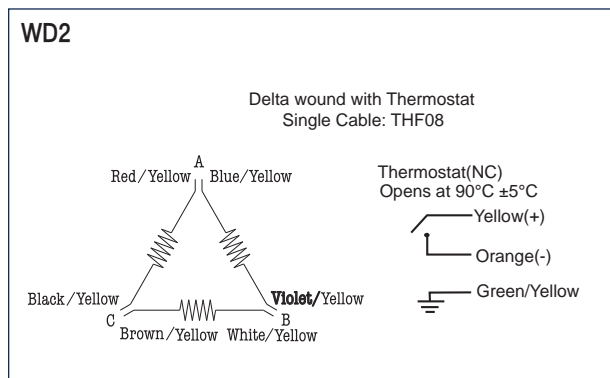 WD2
Delta wound with Thermostat
Single Cable: THF08
A
Red/Yellow Blue/Yellow
Thermostat(NC)
Opens at 90°C ±5°C
Yellow(+)
Orange(-)
Green/Yellow
Black/Yellow Violet/Yellow
C B
Brown/Yellow White/Yellow